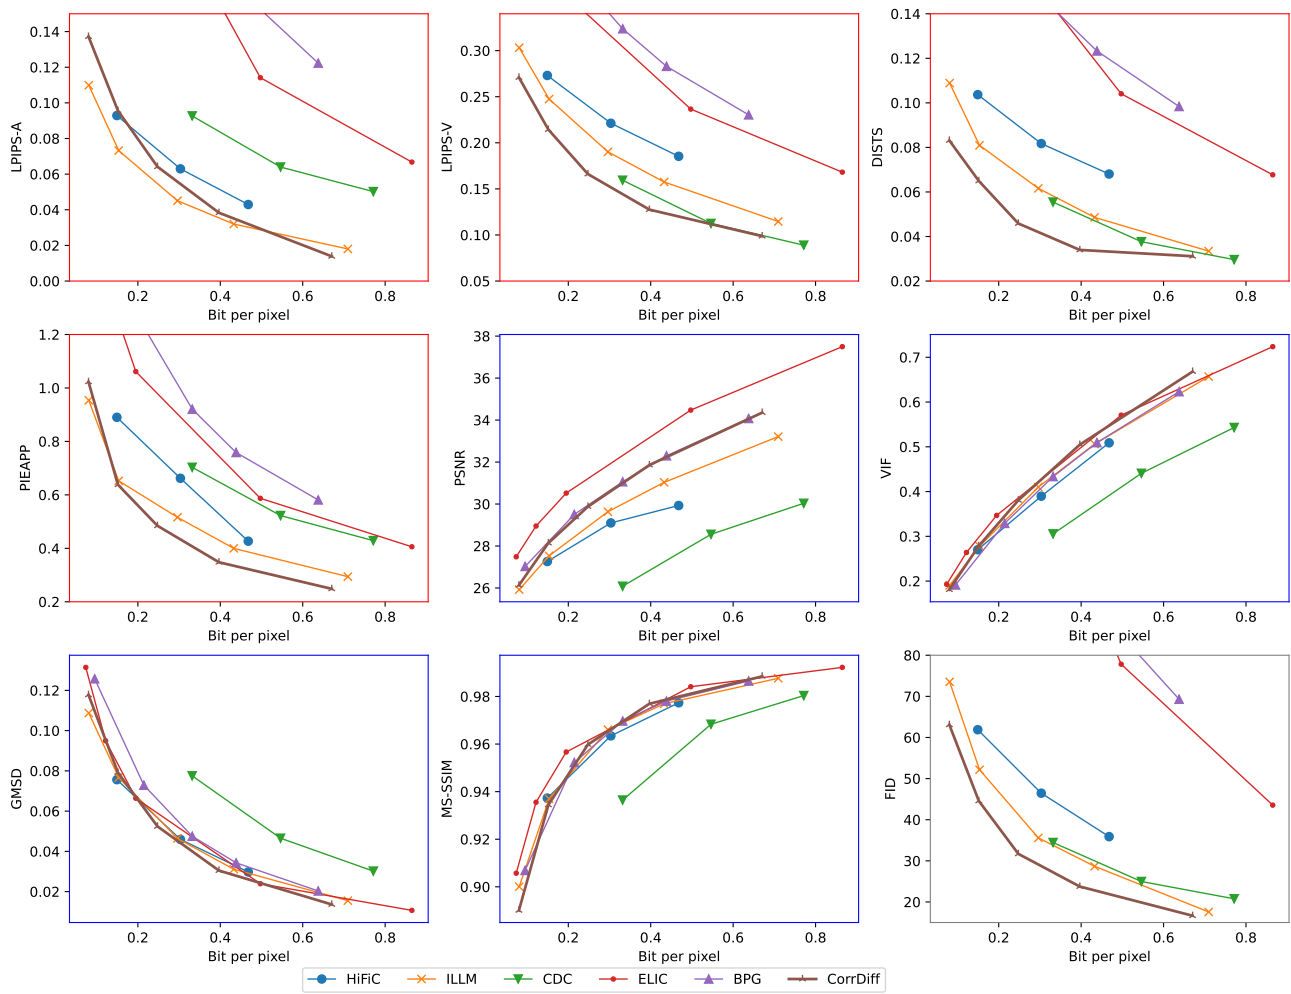 LPIPS-A
0.14
0.12
0.10
0.08
0.06
0.04
0.02
0.00
0.2 0.4 0.6 0.8
Bit per pixel
LPIPS-V
0.30
0.25
0.20
0.15
0.10
0.05
0.2 0.4 0.6 0.8
Bit per pixel
DISTS
0.14
0.12
0.10
0.08
0.06
0.04
0.02
0.2 0.4 0.6 0.8
Bit per pixel
PIEAPP
1.2
1.0
0.8
0.6
0.4
0.2
0.2 0.4 0.6 0.8
Bit per pixel
PSNR
38
36
34
32
30
28
26
0.2 0.4 0.6 0.8
Bit per pixel
VIF
0.7
0.6
0.5
0.4
0.3
0.2
0.2 0.4 0.6 0.8
Bit per pixel
GMSD
0.12
0.10
0.08
0.06
0.04
0.02
0.2 0.4 0.6 0.8
Bit per pixel
MS-SSIM
0.98
0.96
0.94
0.92
0.90
0.2 0.4 0.6 0.8
Bit per pixel
FID
80
70
60
50
40
30
20
0.2 0.4 0.6 0.8
Bit per pixel
HiFiC ILLM CDC ELIC BPG CorrDiff